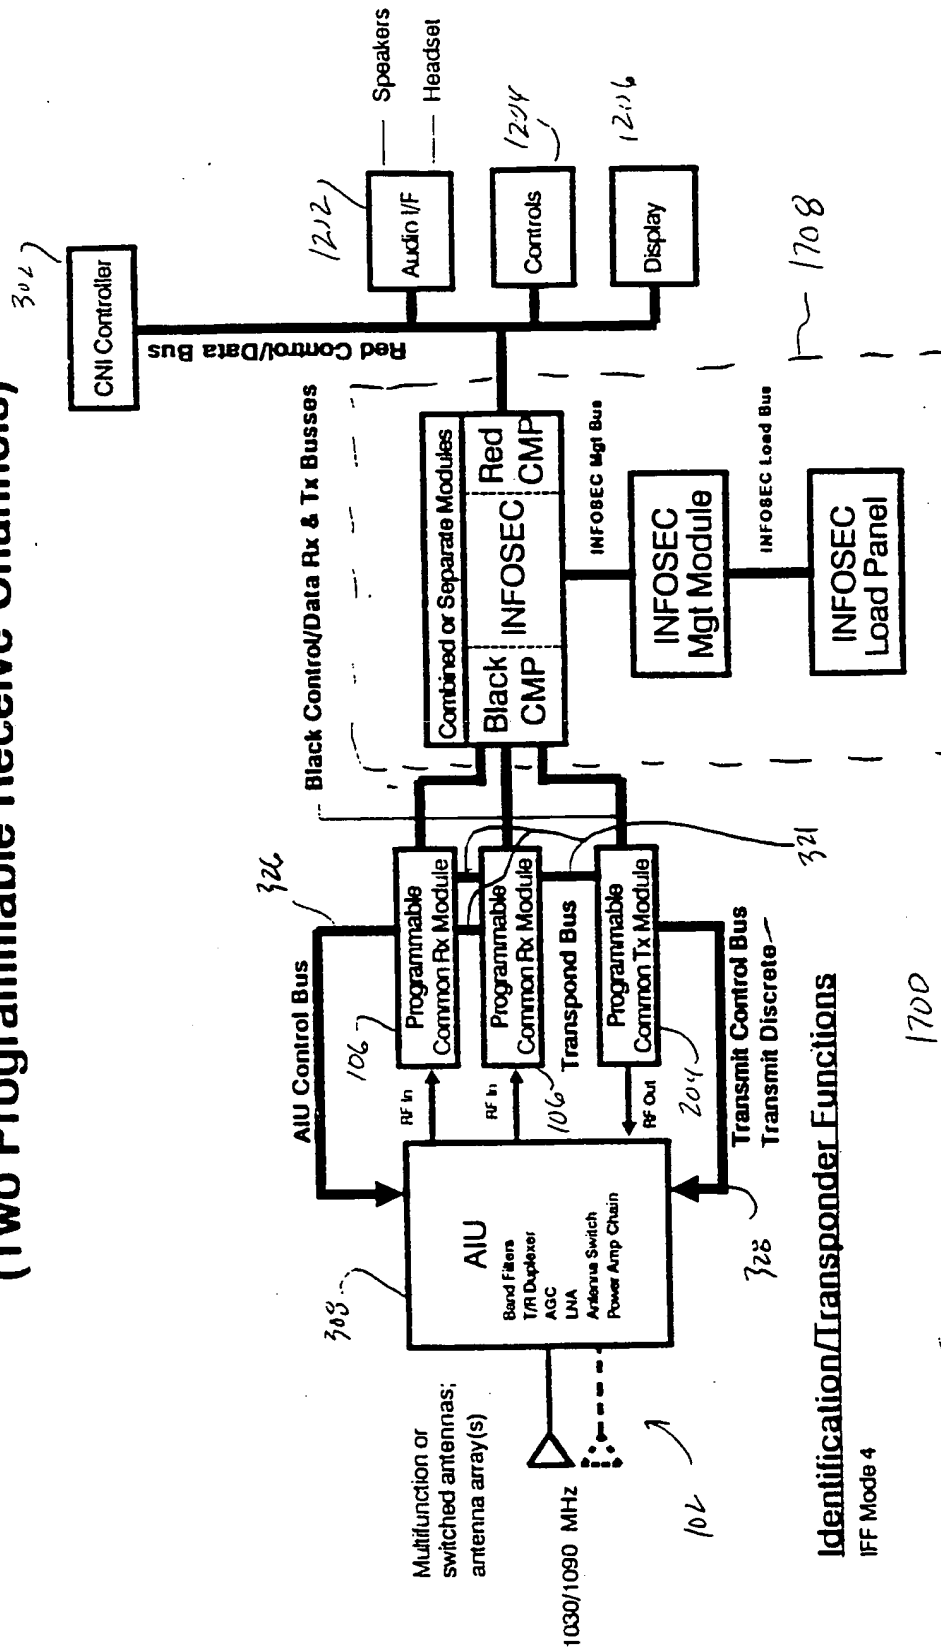 (Two Programmable Receive Channels)
302
CNI Controller
Red Control/Data Bus
1202
Audio I/F
Speakers
Headset
1204
Controls
1206
Display
1708
Black Control/Data Rx & Tx Busses
Combined or Separate Modules
Black
CMP
INFOSEC
Red
CMP
INFOSEC Mgt Bus
INFOSEC
Mgt Module
INFOSEC Load Bus
INFOSEC
Load Panel
326
AIU Control Bus
106
Programmable
Common Rx Module
RF In
Programmable
Common Rx Module
RF In
106
Transpond Bus
321
Programmable
Common Tx Module
RF Out
204
Transmit Control Bus
Transmit Discrete
328
308
AIU
Band Filters
T/R Duplexer
AGC
LNA
Antenna Switch
Power Amp Chain
Multifunction or
switched antennas;
antenna array(s)
1030/1090 MHz
102
Identification/Transponder Functions
IFF Mode 4
1700